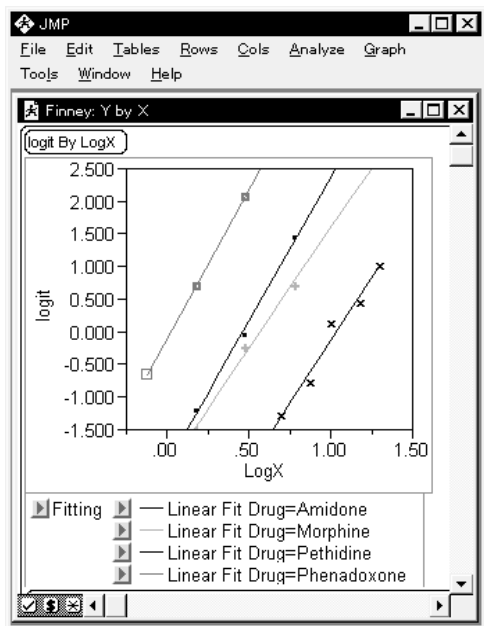 JMP
File Edit Tables Rows Cols Analyze Graph
Tools Window Help
Finney: Y by X
logit By LogX
2.500
2.000
1.500
1.000
0.500
0.000
-0.500
-1.000
-1.500
logit
.00 .50 1.00 1.50
LogX
Fitting
Linear Fit Drug=Amidone
Linear Fit Drug=Morphine
Linear Fit Drug=Pethidine
Linear Fit Drug=Phenadoxone
$